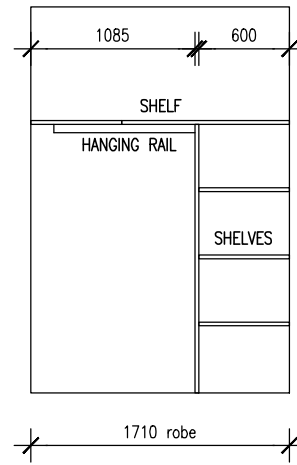 1085
600
SHELF
HANGING RAIL
SHELVES
1710 robe